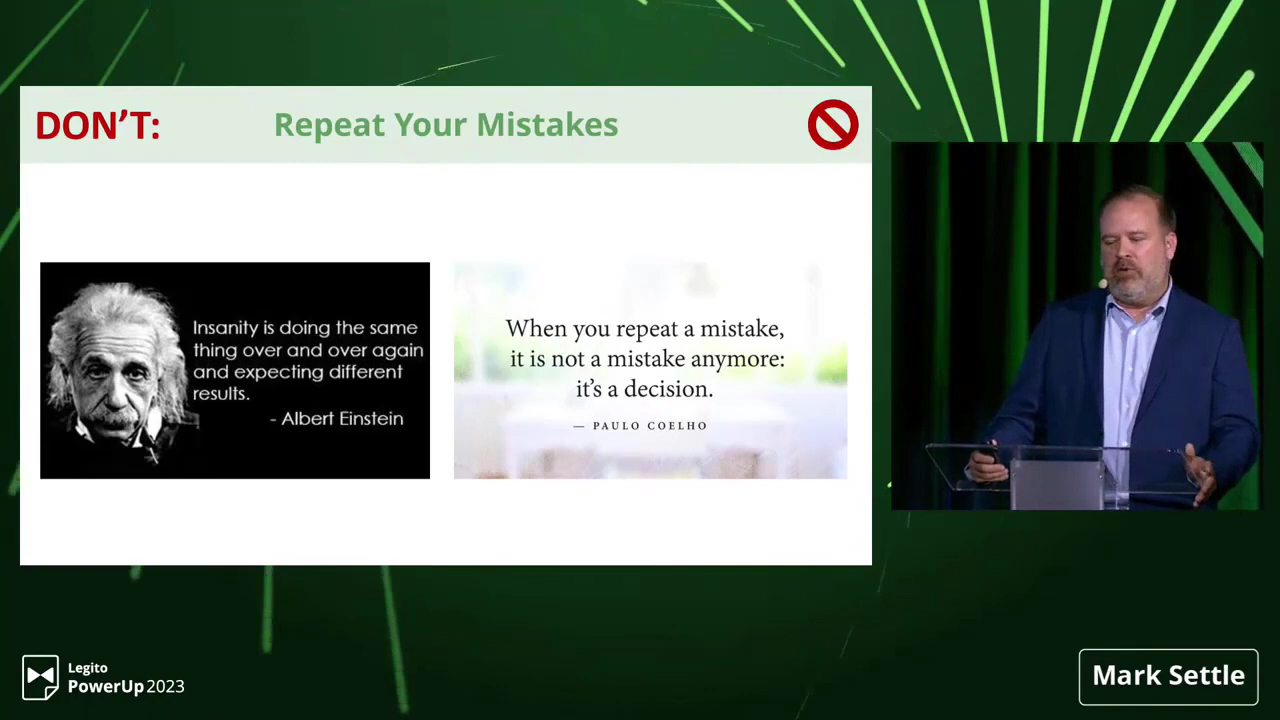 DON'T:
Repeat Your Mistakes
Insanity is doing the same
thing over and over again
and expecting different
results.
- Albert Einstein
When you repeat a mistake,
it is not a mistake anymore:
it's a decision.
— PAULO COELHO
Legito
PowerUp 2023
Mark Settle